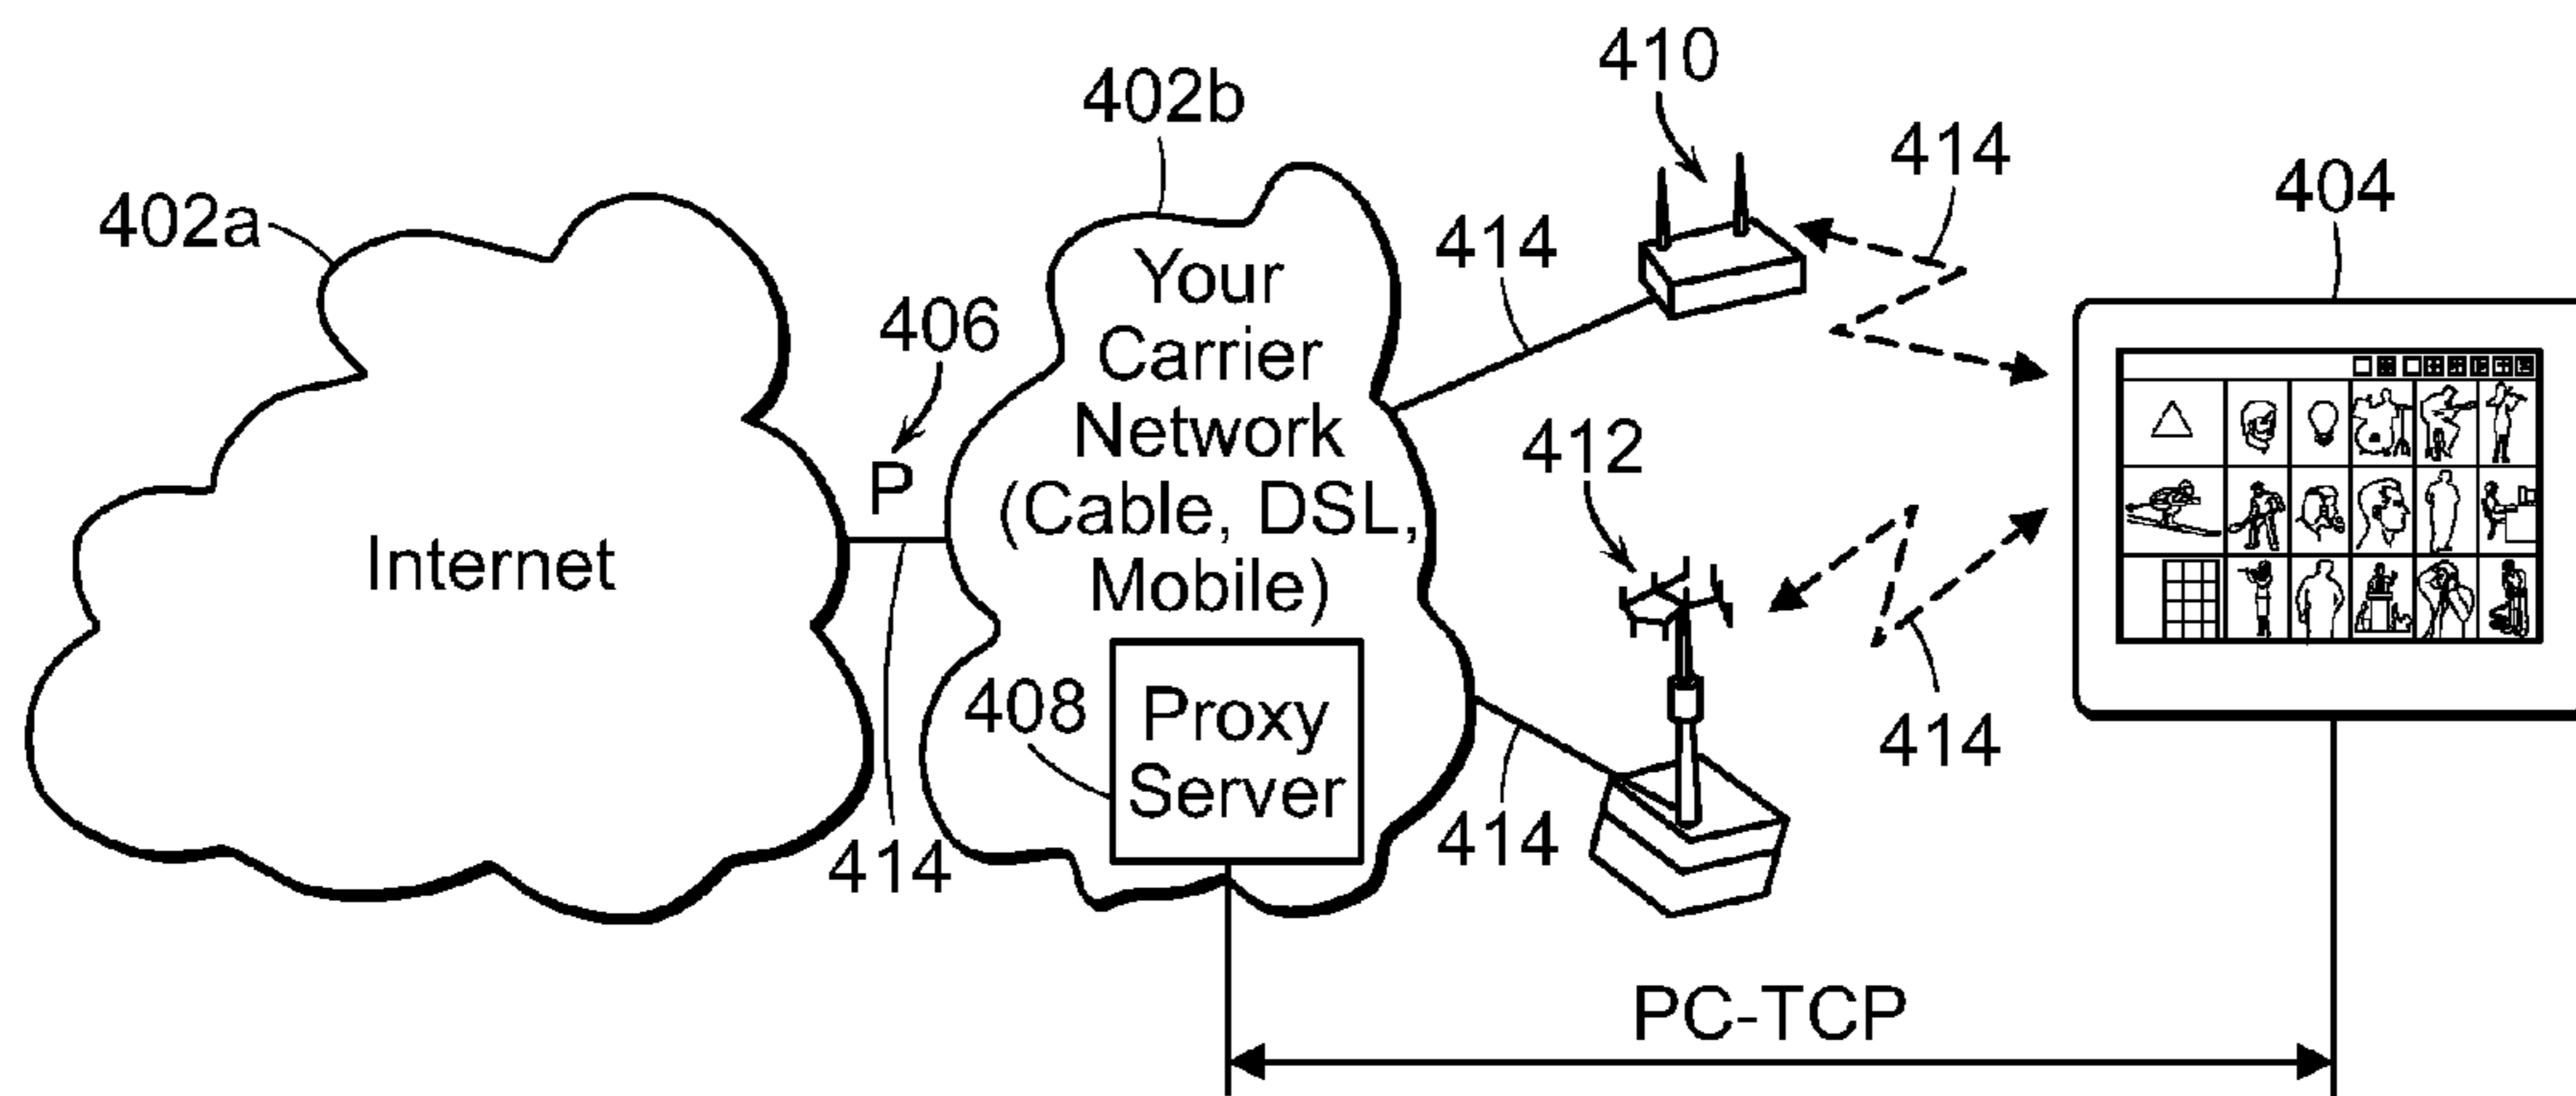 410
402b
414
404
402a
414
Your
Carrier
Network
(Cable, DSL,
Mobile)
406
P
412
Internet
408
Proxy
Server
414
414
414
PC-TCP